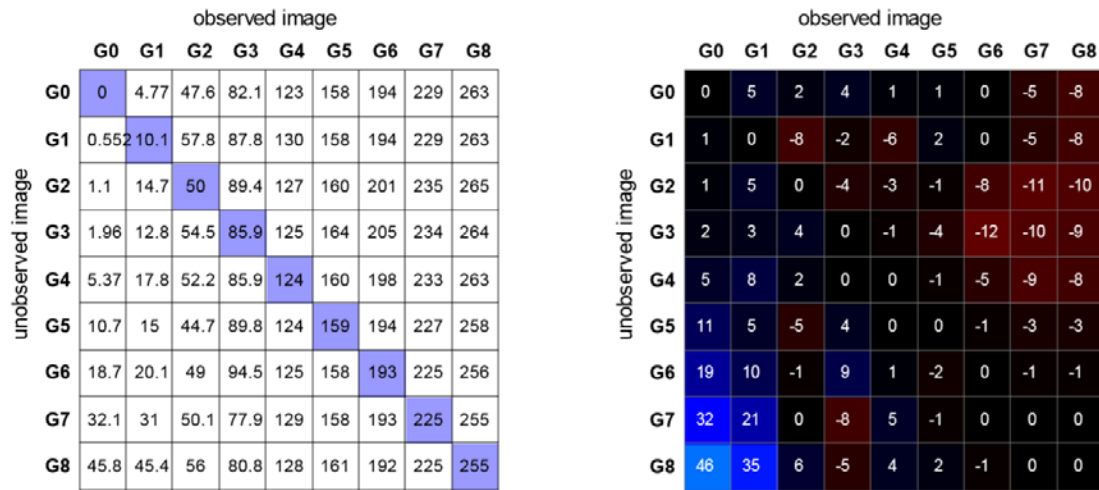 observed image
G0 G1 G2 G3 G4 G5 G6 G7 G8
unobserved image
G0 0 4.77 47.6 82.1 123 158 194 229 263
G1 0.552 10.1 57.8 87.8 130 158 194 229 263
G2 1.1 14.7 50 89.4 127 160 201 235 265
G3 1.96 12.8 54.5 85.9 125 164 205 234 264
G4 5.37 17.8 52.2 85.9 124 160 198 233 263
G5 10.7 15 44.7 89.8 124 159 194 227 258
G6 18.7 20.1 49 94.5 125 158 193 225 256
G7 32.1 31 50.1 77.9 129 158 193 225 255
G8 45.8 45.4 56 80.8 128 161 192 225 255
observed image
G0 G1 G2 G3 G4 G5 G6 G7 G8
unobserved image
G0 0 5 2 4 1 1 0 -5 -8
G1 1 0 -8 -2 -6 2 0 -5 -8
G2 1 5 0 -4 -3 -1 -8 -11 -10
G3 2 3 4 0 -1 -4 -12 -10 -9
G4 5 8 2 0 0 -1 -5 -9 -8
G5 11 5 -5 4 0 0 -1 -3 -3
G6 19 10 -1 9 1 -2 0 -1 -1
G7 32 21 0 -8 5 -1 0 0 0
G8 46 35 6 -5 4 2 -1 0 0